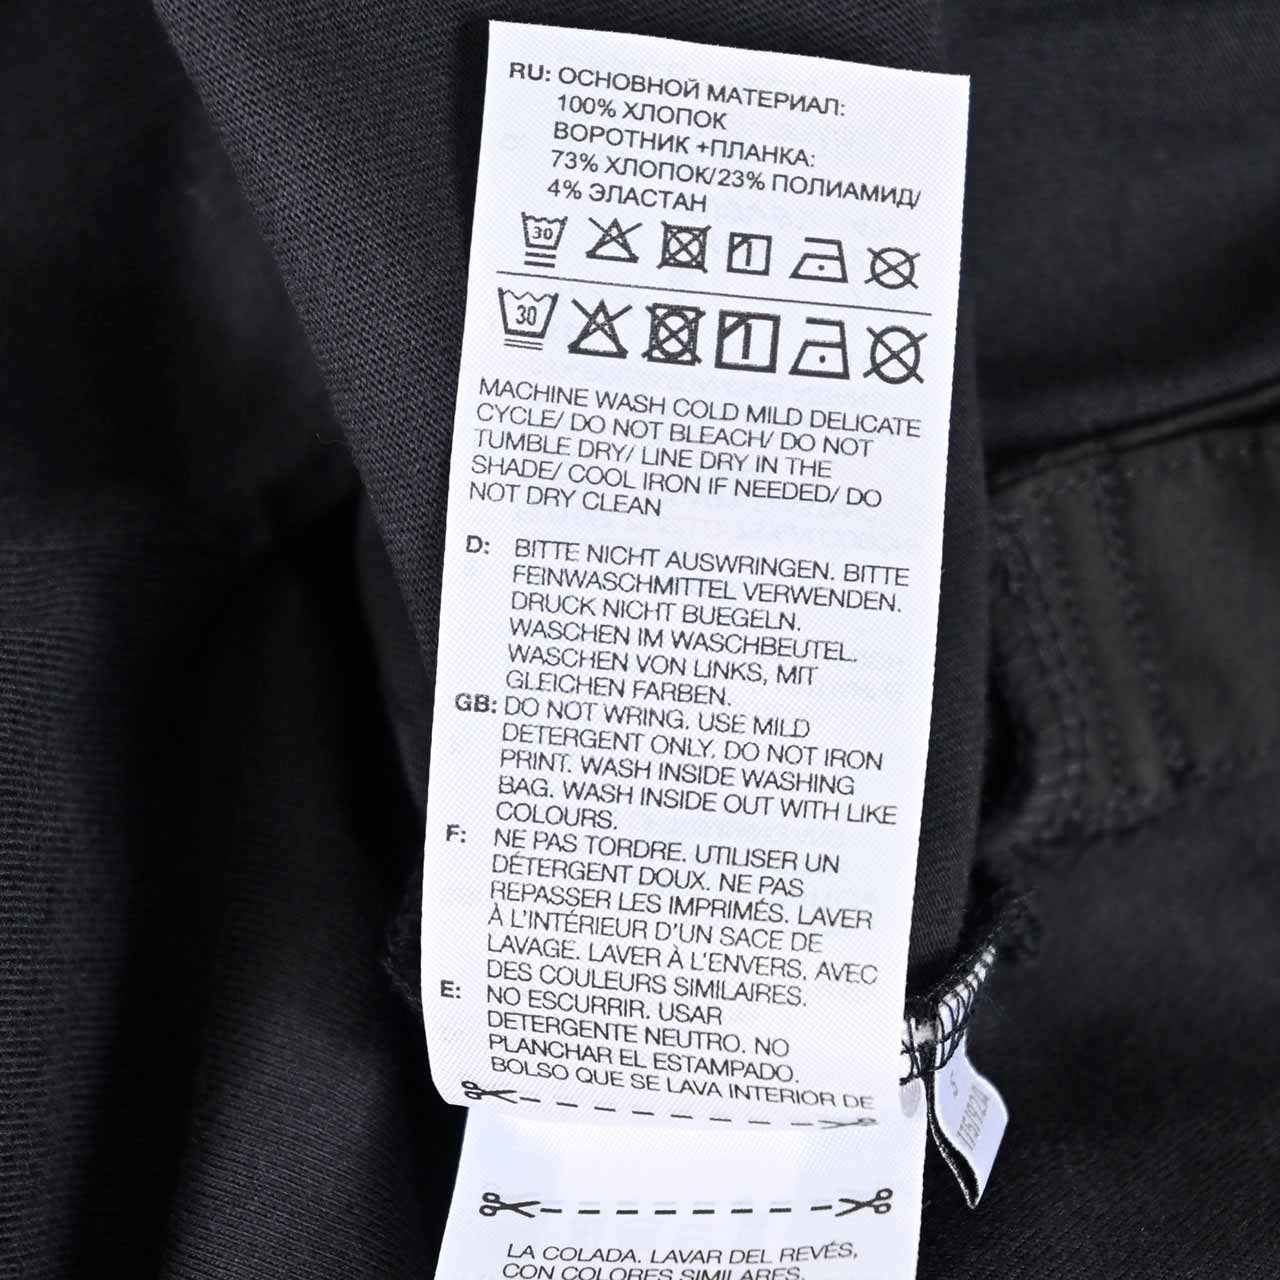 RU: ОСНОВНОЙ МАТЕРИАЛ:
100% ХЛОПОК
ВОРОТНИК +ПЛАНКА:
73% ХЛОПОК/23% ПОЛИАМИД/
4% ЭЛАСТАН
30
30
MACHINE WASH COLD MILD DELICATE
CYCLE/ DO NOT BLEACH/ DO NOT
TUMBLE DRY/ LINE DRY IN THE
SHADE/ COOL IRON IF NEEDED/ DO
NOT DRY CLEAN
D: BITTE NICHT AUSWRINGEN. BITTE
FEINWASCHMITTEL VERWENDEN.
DRUCK NICHT BUEGELN.
WASCHEN IM WASCHBEUTEL.
WASCHEN VON LINKS, MIT
GLEICHEN FARBEN.
GB: DO NOT WRING. USE MILD
DETERGENT ONLY. DO NOT IRON
PRINT. WASH INSIDE WASHING
BAG. WASH INSIDE OUT WITH LIKE
COLOURS.
F: NE PAS TORDRE. UTILISER UN
DÉTERGENT DOUX. NE PAS
REPASSER LES IMPRIMÉS. LAVER
À L'INTÉRIEUR D'UN SACE DE
LAVAGE. LAVER À L'ENVERS, AVEC
DES COULEURS SIMILAIRES.
E: NO ESCURRIR. USAR
DETERGENTE NEUTRO. NO
PLANCHAR EL ESTAMPADO.
BOLSO QUE SE LAVA INTERIOR DE
LA COLADA. LAVAR DEL REVÉS,
CON COLORES SIMILARES.